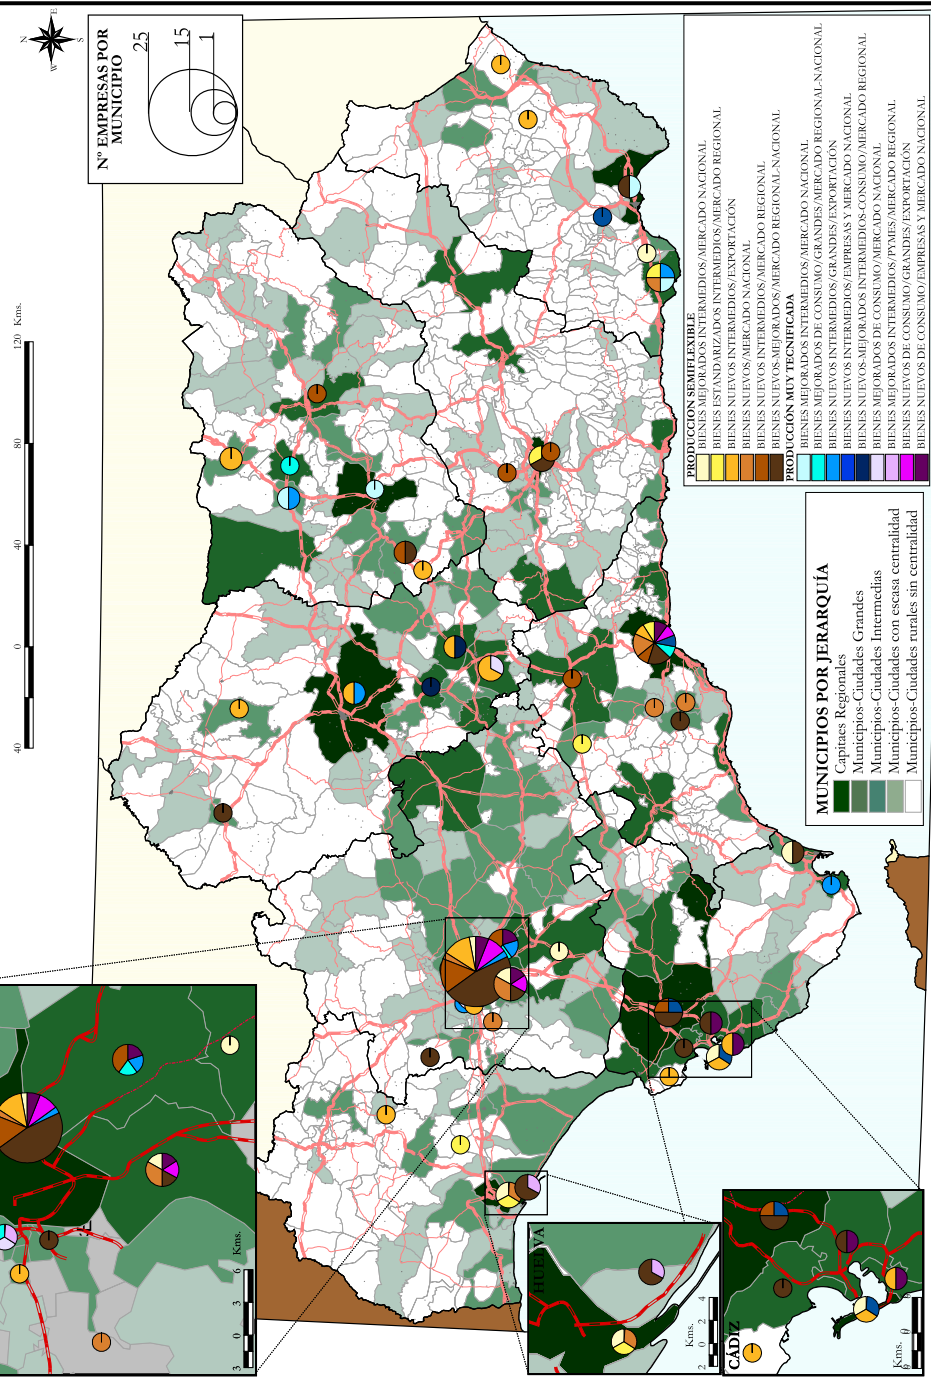 Nº EMPRESAS POR
MUNICIPIO
25
15
1
N
E
S
W
40
0
40
80
120 Kms.
PRODUCCION SEMIFLEXIBLE
BIENES MEJORADOS INTERMEDIOS/MERCADO NACIONAL
BIENES ESTANDARIZADOS INTERMEDIOS/MERCADO REGIONAL
BIENES NUEVOS INTERMEDIOS/EXPORTACIÓN
BIENES NUEVOS/MERCADO NACIONAL
BIENES NUEVOS INTERMEDIOS/MERCADO REGIONAL
BIENES NUEVOS-MEJORADOS/MERCADO REGIONAL-NACIONAL
PRODUCCIÓN MUY TECNIFICADA
BIENES MEJORADOS INTERMEDIOS/MERCADO NACIONAL
BIENES MEJORADOS DE CONSUMO/GRANDES/MERCADO REGIONAL-NACIONAL
BIENES NUEVOS INTERMEDIOS/GRANDES/EXPORTACIÓN
BIENES NUEVOS INTERMEDIOS/EMPRESAS Y MERCADO NACIONAL
BIENES NUEVOS-MEJORADOS INTERMEDIOS-CONSUMO/MERCADO REGIONAL
BIENES MEJORADOS DE CONSUMO/MERCADO NACIONAL
BIENES MEJORADOS INTERMEDIOS/PYMES/MERCADO REGIONAL
BIENES NUEVOS DE CONSUMO/GRANDES/EXPORTACIÓN
BIENES NUEVOS DE CONSUMO/EMPRESAS Y MERCADO NACIONAL
MUNICIPIOS POR JERARQUÍA
Capitaes Regionales
Municipios-Ciudades Grandes
Municipios-Ciudades Intermedias
Municipios-Ciudades con escasa centralidad
Municipios-Ciudades rurales sin centralidad
3
0
3
6
Kms.
HUELVA
2
0
2
4
Kms.
CÁDIZ
0
4
Kms.